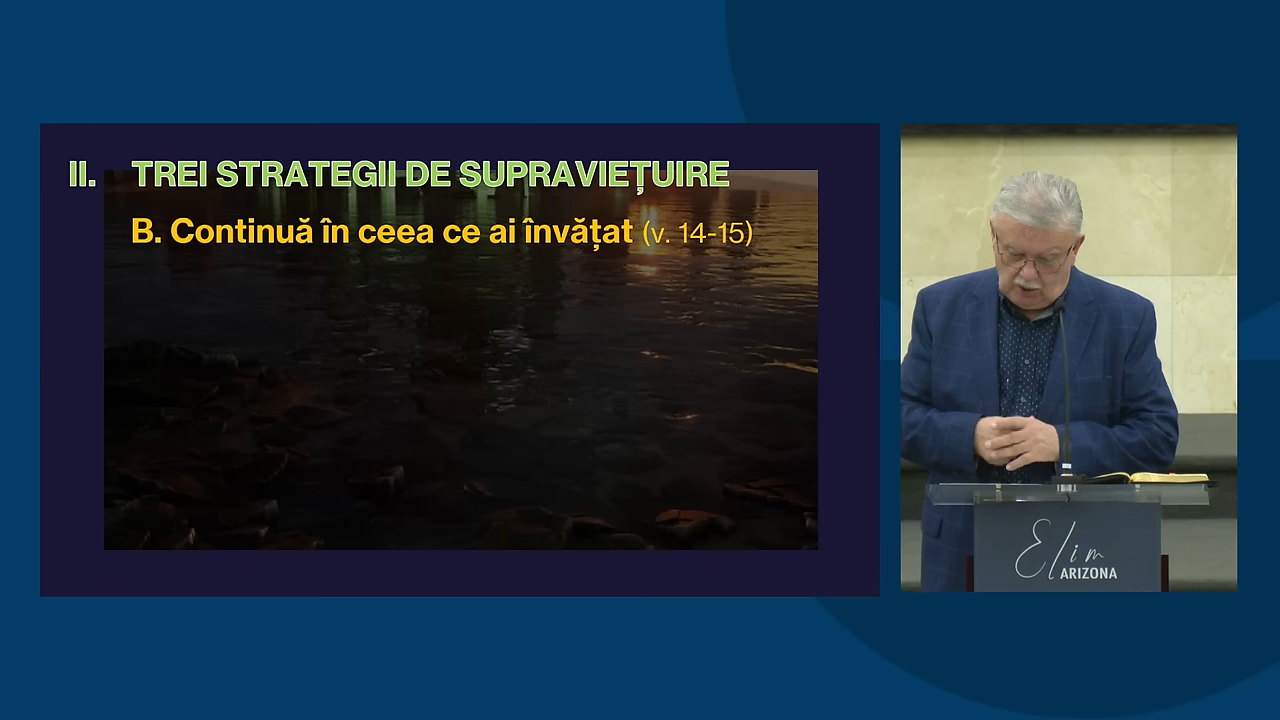 II. TREI STRATEGII DE SUPRAVIEȚUIRE
B. Continuă în ceea ce ai învățat (v. 14-15)
Elim
ARIZONA